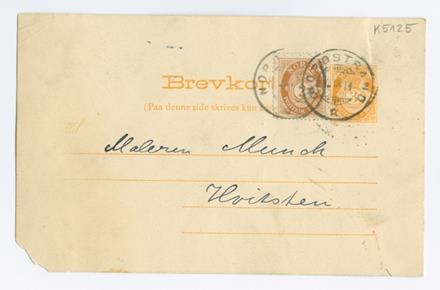 K5125
Brevkort
(Paa denne side skrives kun
Maleren Munch
Hvitsten